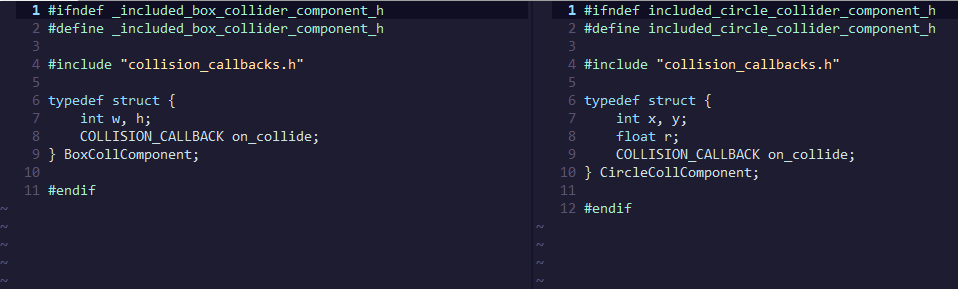 1 #ifndef _included_box_collider_component_h
2 #define _included_box_collider_component_h
3
4 #include "collision_callbacks.h"
5
6 typedef struct {
7     int w, h;
8     COLLISION_CALLBACK on_collide;
9 } BoxCollComponent;
10
11 #endif
~
~
~
~
~
1 #ifndef included_circle_collider_component_h
2 #define included_circle_collider_component_h
3
4 #include "collision_callbacks.h"
5
6 typedef struct {
7     int x, y;
8     float r;
9     COLLISION_CALLBACK on_collide;
10 } CircleCollComponent;
11
12 #endif
~
~
~
~